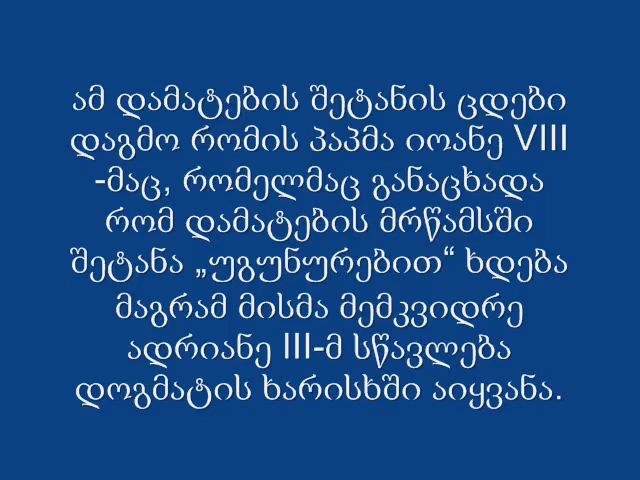 ამ დამატების შეტანის ცდები
დაგმო რომის პაპმა იოანე VIII
-მაც, რომელმაც განაცხადა
რომ დამატების მრწამსში
შეტანა „უგუნურებით“ ხდება
მაგრამ მისმა მემკვიდრე
ადრიანე III-მ სწავლება
დოგმატის ხარისხში აიყვანა.